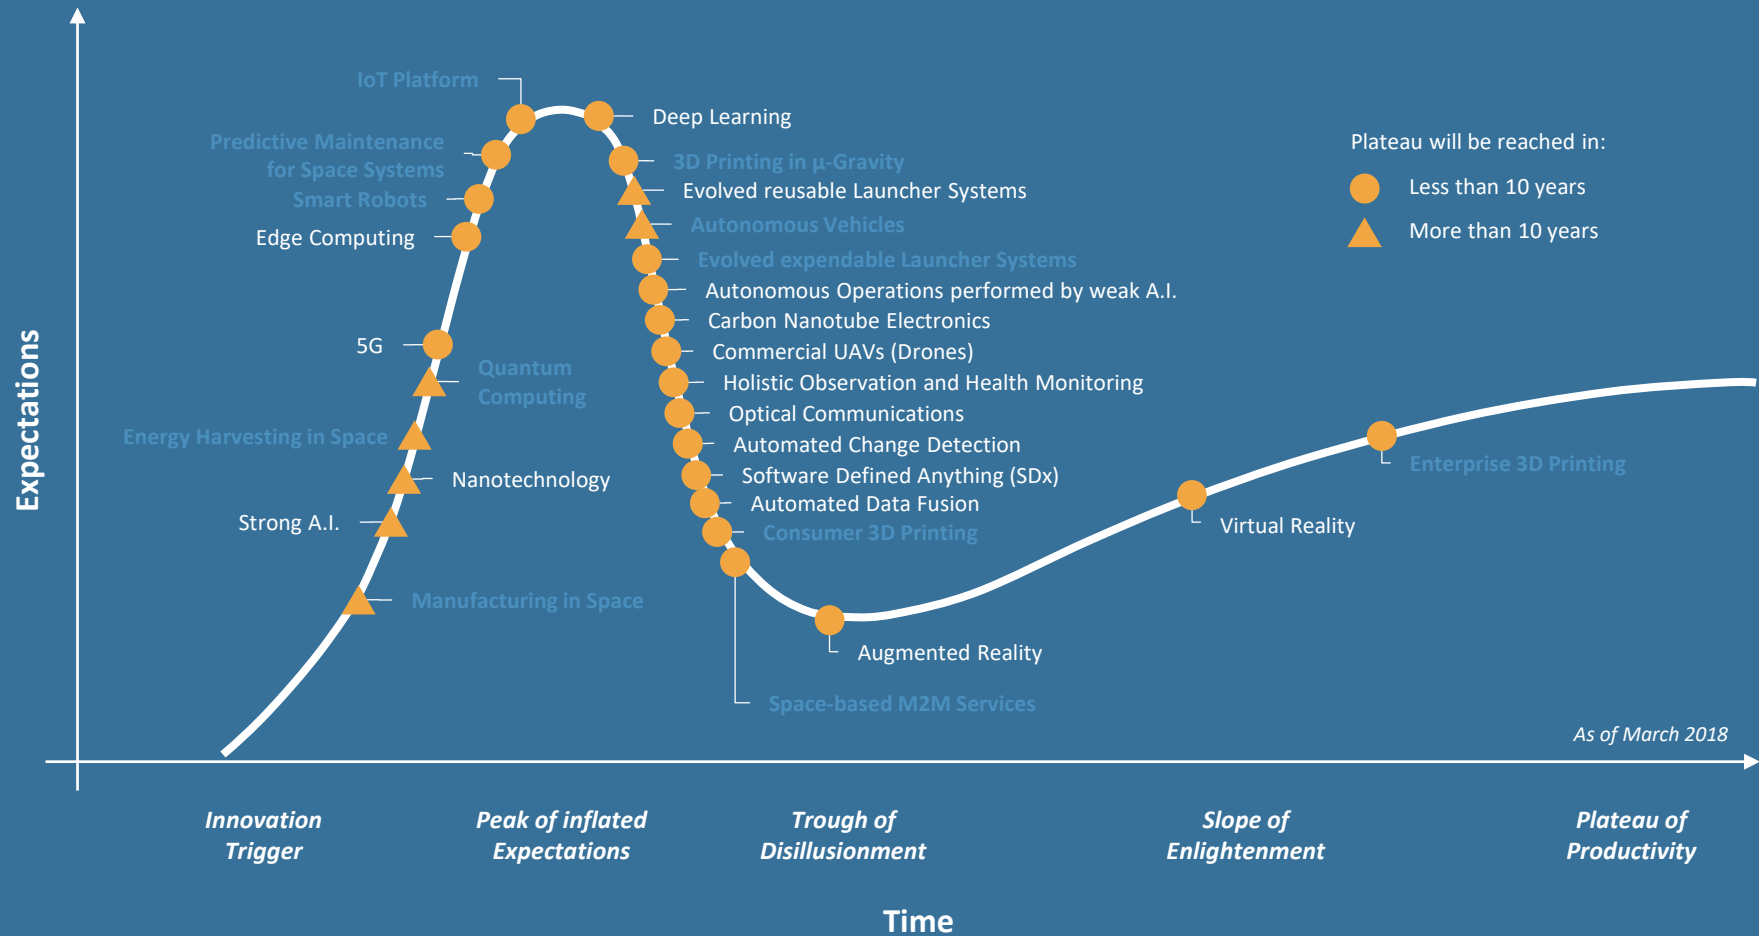 IoT Platform
Deep Learning
Predictive Maintenance
for Space Systems
3D Printing in µ-Gravity
Smart Robots
Evolved reusable Launcher Systems
Edge Computing
Autonomous Vehicles
Evolved expendable Launcher Systems
Autonomous Operations performed by weak A.I.
Carbon Nanotube Electronics
5G
Commercial UAVs (Drones)
Quantum
Computing
Holistic Observation and Health Monitoring
Optical Communications
Energy Harvesting in Space
Automated Change Detection
Nanotechnology
Software Defined Anything (SDx)
Automated Data Fusion
Strong A.I.
Consumer 3D Printing
Manufacturing in Space
Augmented Reality
Space-based M2M Services
Virtual Reality
Enterprise 3D Printing
Plateau will be reached in:
Less than 10 years
More than 10 years
As of March 2018
Expectations
Innovation
Trigger
Peak of inflated
Expectations
Trough of
Disillusionment
Slope of
Enlightenment
Plateau of
Productivity
Time